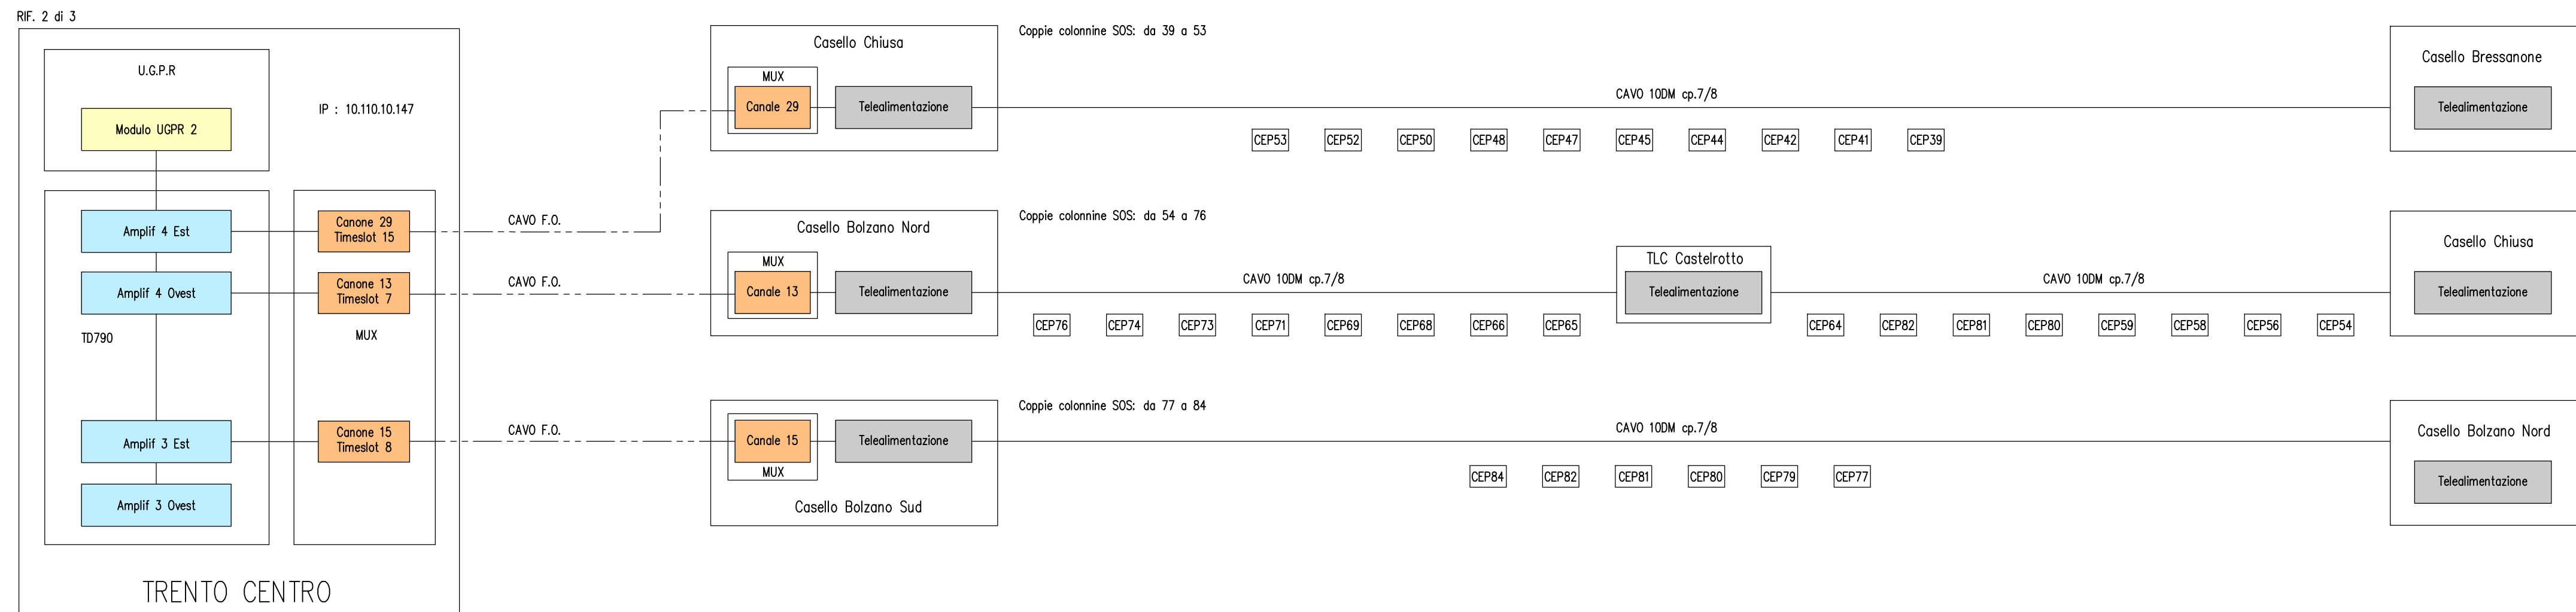 RIF. 2 di 3
U.G.P.R
IP : 10.110.10.147
Modulo UGPR 2
Amplif 4 Est
Amplif 4 Ovest
TD790
Amplif 3 Est
Amplif 3 Ovest
Canone 29
Timeslot 15
Canone 13
Timeslot 7
MUX
Canone 15
Timeslot 8
TRENTO CENTRO
CAVO F.O.
CAVO F.O.
CAVO F.O.
Casello Chiusa
MUX
Canale 29
Telealimentazione
Coppie colonnine SOS: da 39 a 53
CAVO 10DM cp.7/8
CEP53 CEP52 CEP50 CEP48 CEP47 CEP45 CEP44 CEP42 CEP41 CEP39
Casello Bressanone
Telealimentazione
Casello Bolzano Nord
MUX
Canale 13
Telealimentazione
Coppie colonnine SOS: da 54 a 76
CAVO 10DM cp.7/8
CEP76 CEP74 CEP73 CEP71 CEP69 CEP68 CEP66 CEP65
TLC Castelrotto
Telealimentazione
CAVO 10DM cp.7/8
CEP64 CEP82 CEP81 CEP80 CEP59 CEP58 CEP56 CEP54
Casello Chiusa
Telealimentazione
Canale 15
MUX
Telealimentazione
Casello Bolzano Sud
Coppie colonnine SOS: da 77 a 84
CAVO 10DM cp.7/8
CEP84 CEP82 CEP81 CEP80 CEP79 CEP77
Casello Bolzano Nord
Telealimentazione